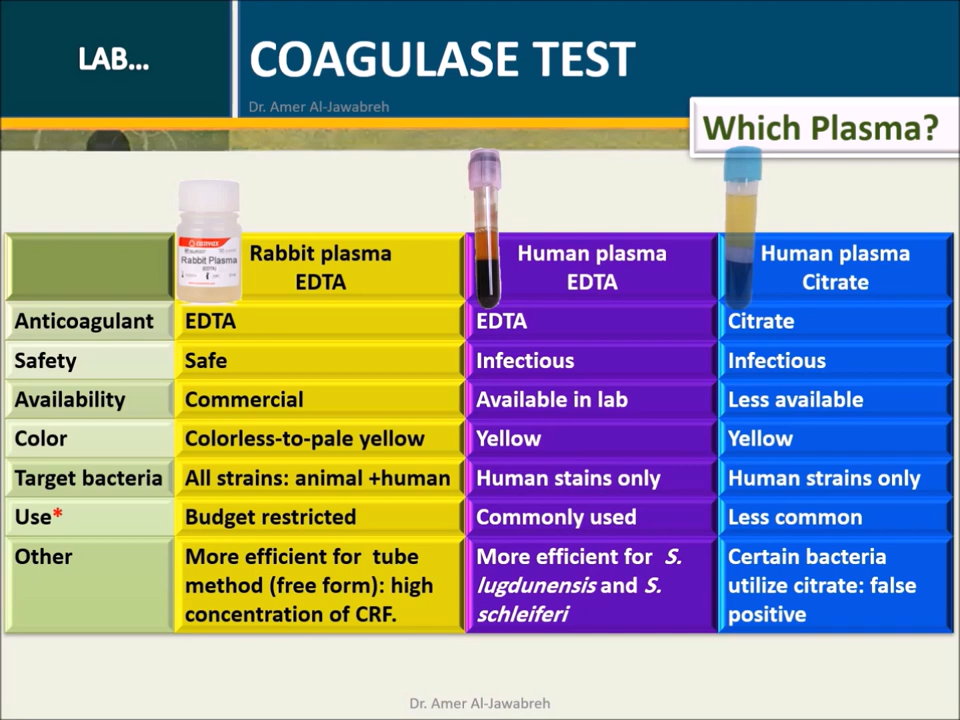 LAB...
COAGULASE TEST
Dr. Amer Al-Jawabreh
Which Plasma?
canvax
Rabbit Plasma
EDTA
Rabbit plasma
EDTA
Human plasma
EDTA
Human plasma
Citrate
Anticoagulant EDTA EDTA Citrate
Safety Safe Infectious Infectious
Availability Commercial Available in lab Less available
Color Colorless-to-pale yellow Yellow Yellow
Target bacteria All strains: animal +human Human stains only Human strains only
Use* Budget restricted Commonly used Less common
Other
More efficient for tube
method (free form): high
concentration of CRF.
More efficient for S.
lugdunensis and S.
schleiferi
Certain bacteria
utilize citrate: false
positive
Dr. Amer Al-Jawabreh